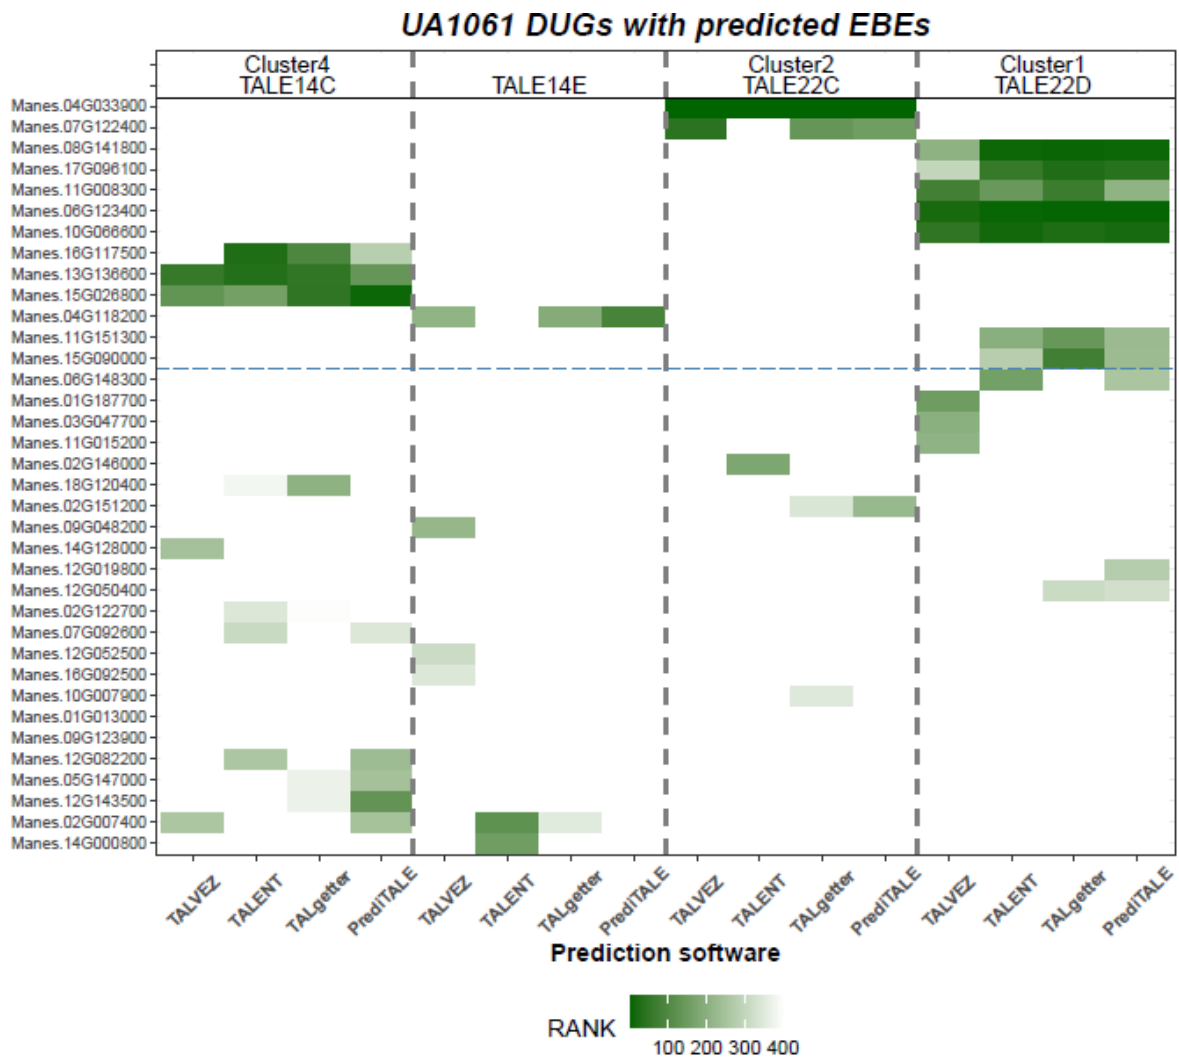 UA1061 DUGs with predicted EBEs
Cluster4 Cluster2 Cluster1
TALE14C TALE14E TALE22C TALE22D
Manes.04G033900
Manes.07G122400
Manes.08G141800
Manes.17G096100
Manes.11G008300
Manes.06G123400
Manes.10G066600
Manes.16G117500
Manes.13G136600
Manes.15G026800
Manes.04G118200
Manes.11G151300
Manes.15G090000
Manes.06G148300
Manes.01G187700
Manes.03G047700
Manes.11G015200
Manes.02G146000
Manes.18G120400
Manes.02G151200
Manes.09G048200
Manes.14G128000
Manes.12G019800
Manes.12G050400
Manes.02G122700
Manes.07G092600
Manes.12G052500
Manes.16G092500
Manes.10G007900
Manes.01G013000
Manes.09G123900
Manes.12G082200
Manes.05G147000
Manes.12G143500
Manes.02G007400
Manes.14G000800
TALVEZ TALENT TALgetter PrediTALE TALVEZ TALENT TALgetter PrediTALE TALVEZ TALENT TALgetter PrediTALE TALVEZ TALENT TALgetter PrediTALE
Prediction software
RANK
100 200 300 400